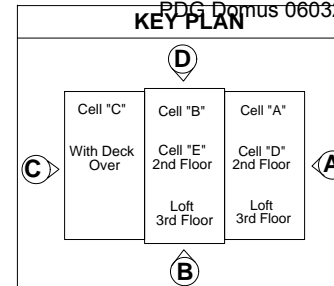 PDG Domus 0603
KEY PLAN
D
Cell "C"
With Deck
Over
Cell "B"
Cell "E"
2nd Floor
Loft
3rd Floor
Cell "A"
Cell "D"
2nd Floor
Loft
3rd Floor
C
A
B